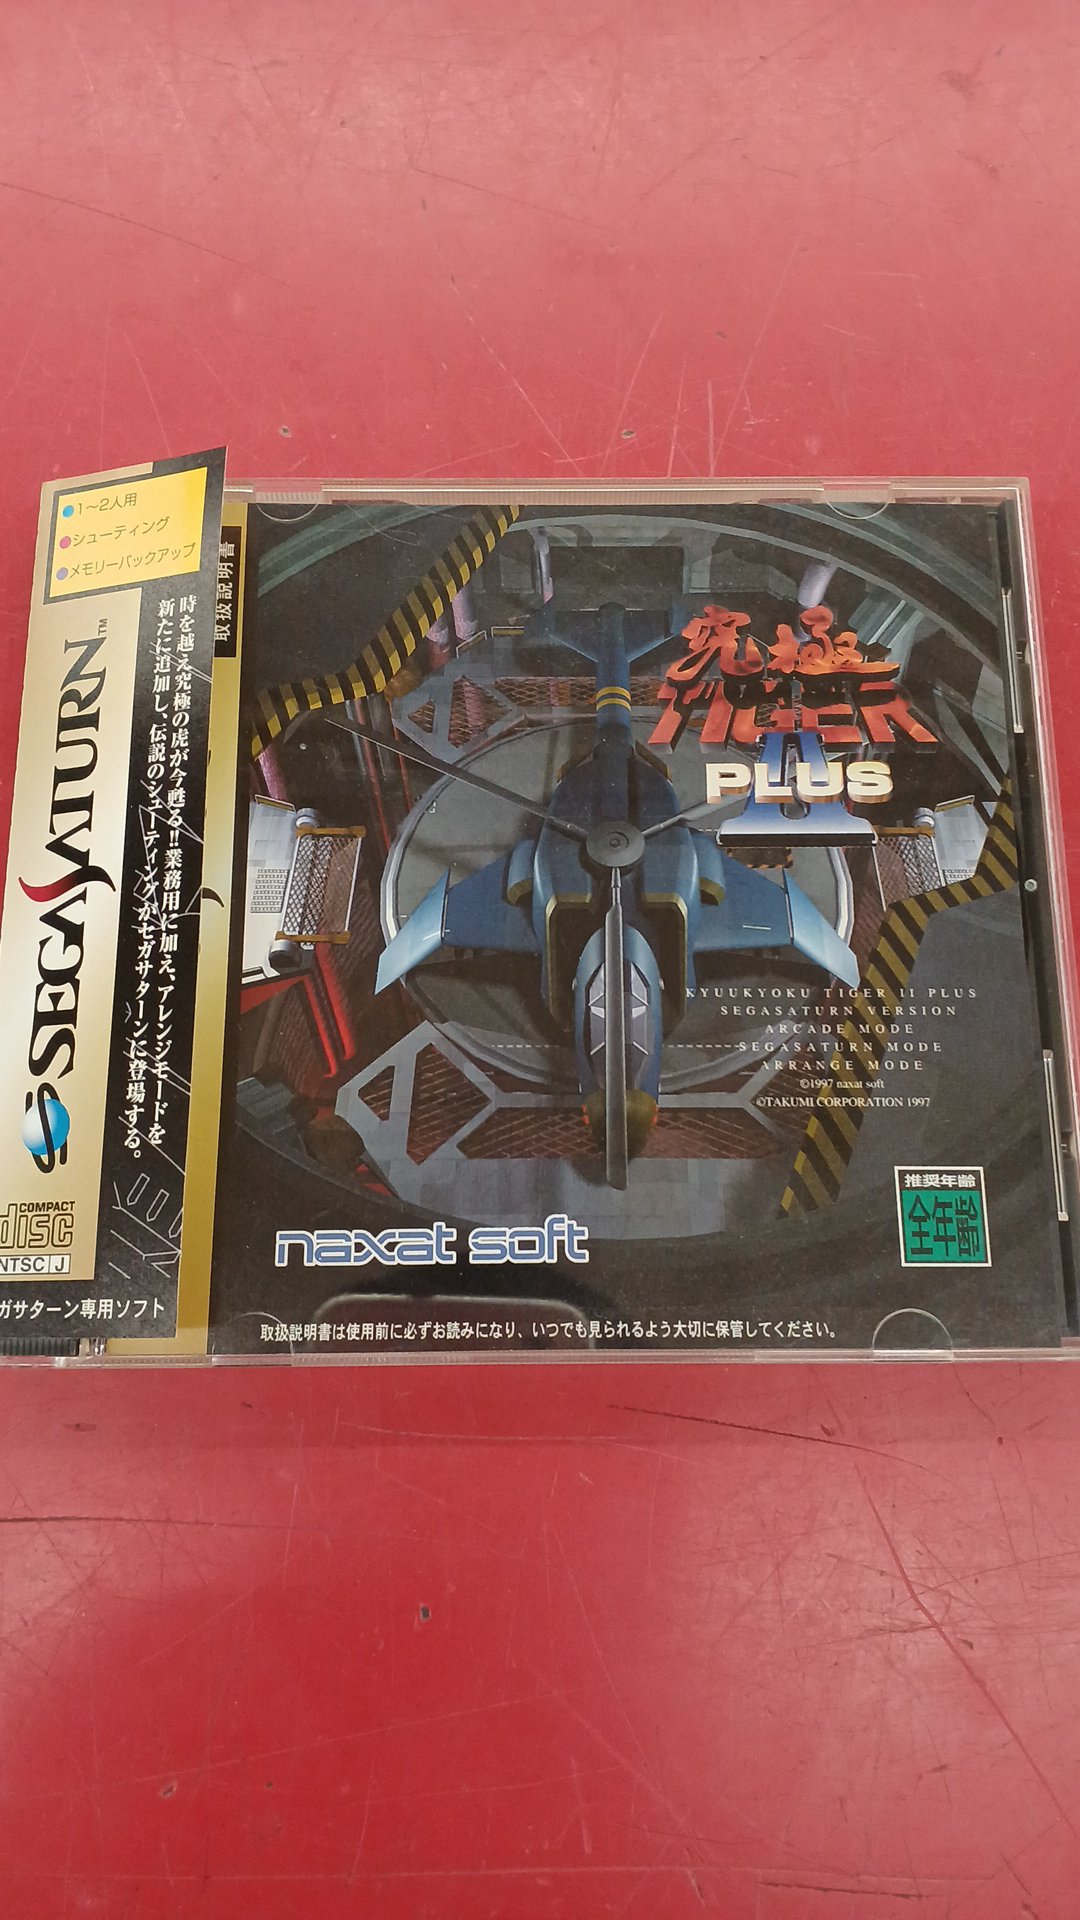 ●1～2人用
●シューティング
●メモリーバックアップ
時を越え究極の虎が今甦る!!業務用に加え、アレンジモードを
新たに追加し、伝説のシューティングがセガサターンに登場する。
SEGA SATURN™
COMPACT
disc
NTSC J
ガサターン専用ソフト
取扱説明書
究極
TIGER
II
PLUS
KYUUKYOKU TIGER II PLUS
SEGASATURN VERSION
ARCADE MODE
SEGASATURN MODE
ARRANGE MODE
©1997 naxat soft
©TAKUMI CORPORATION 1997
推奨年齢
全年齢
naxat soft
取扱説明書は使用前に必ずお読みになり、いつでも見られるよう大切に保管してください。